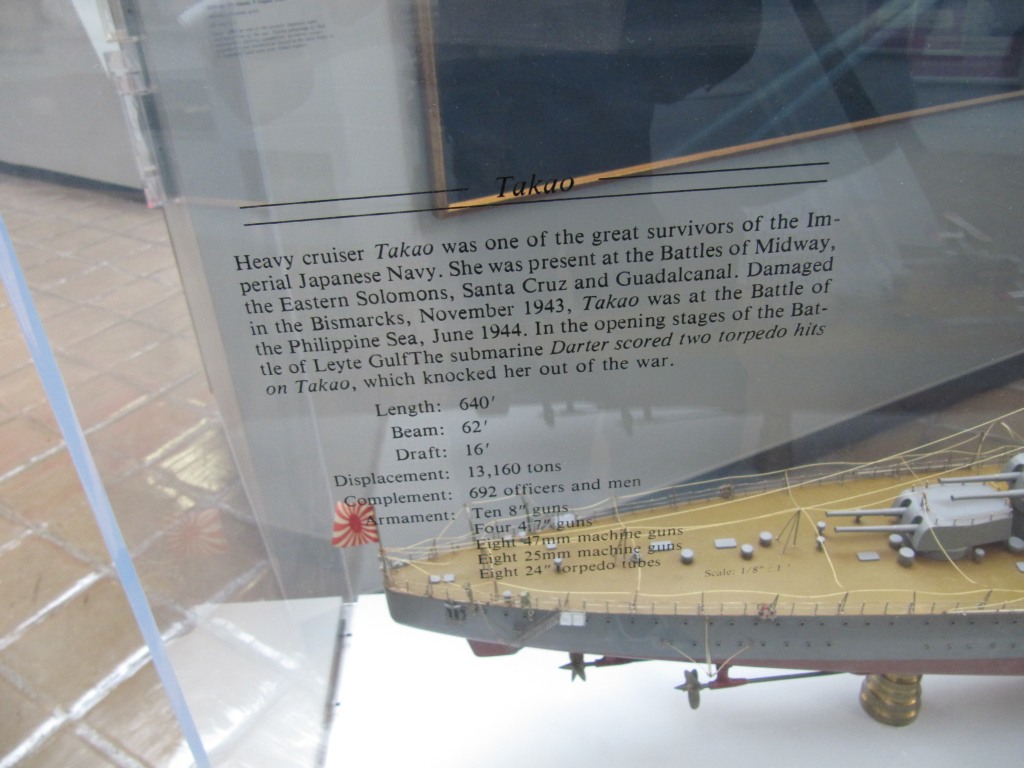 Takao
Heavy cruiser Takao was one of the great survivors of the Im-
perial Japanese Navy. She was present at the Battles of Midway,
the Eastern Solomons, Santa Cruz and Guadalcanal. Damaged
in the Bismarcks, November 1943, Takao was at the Battle of
the Philippine Sea, June 1944. In the opening stages of the Bat-
tle of Leyte GulfThe submarine Darter scored two torpedo hits
on Takao, which knocked her out of the war.
Length: 640'
Beam: 62'
Draft: 16'
Displacement: 13,160 tons
Complement: 692 officers and men
Armament: Ten 8" guns
Four 4.7" guns
Eight 47mm machine guns
Eight 25mm machine guns
Eight 24" torpedo tubes
Scale: 1/8" = 1'